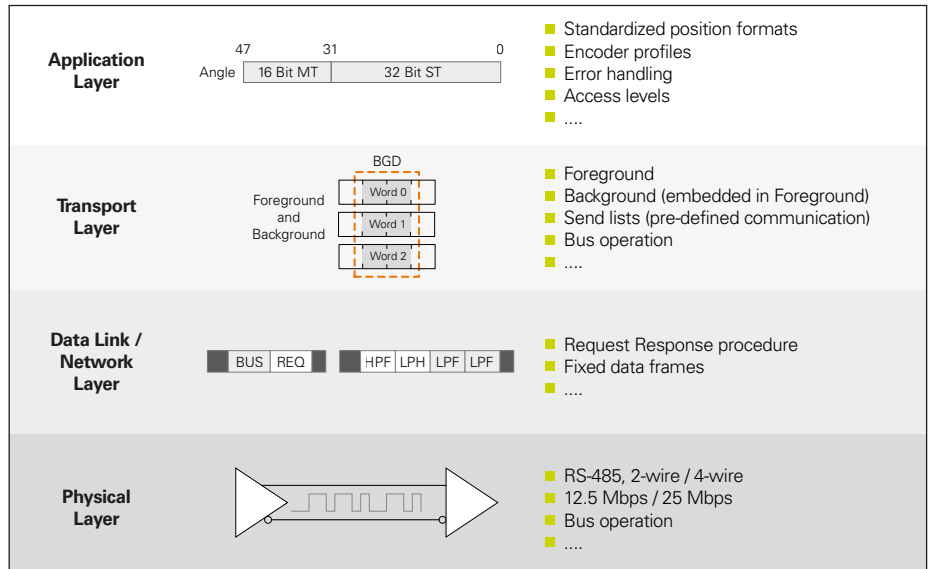 Application
Layer
47 31 0
Angle 16 Bit MT 32 Bit ST
Standardized position formats
Encoder profiles
Error handling
Access levels
....
Transport
Layer
Foreground
and
Background
BGD
Word 0
Word 1
Word 2
Foreground
Background (embedded in Foreground)
Send lists (pre-defined communication)
Bus operation
....
Data Link /
Network
Layer
BUS REQ HPF LPH LPF LPF
Request Response procedure
Fixed data frames
....
Physical
Layer
RS-485, 2-wire / 4-wire
12.5 Mbps / 25 Mbps
Bus operation
....